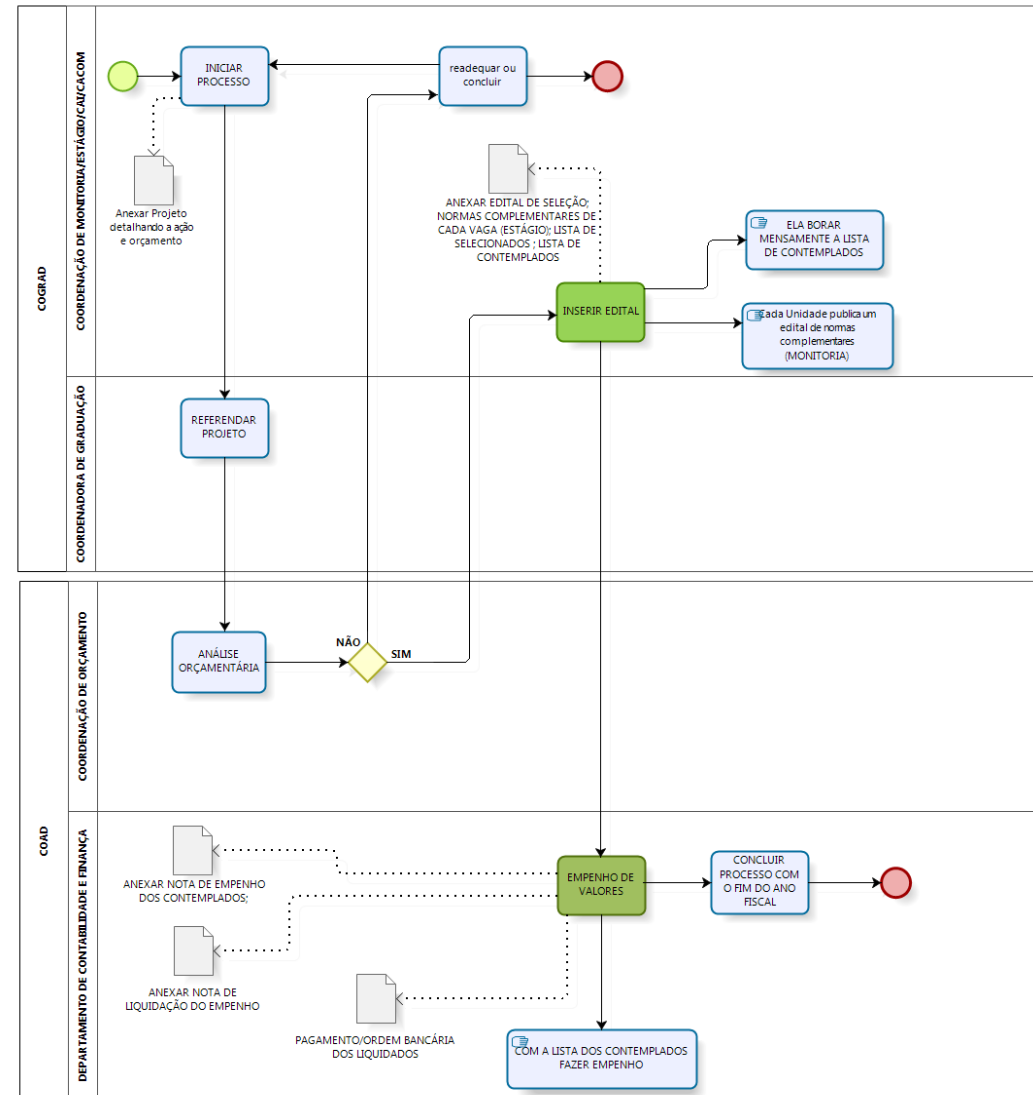 COGRAD
COORDENAÇÃO DE MONITORIA/ESTÁGIO/CAI/CACOM
INICIAR
PROCESSO
readequar ou
concluir
Anexar Projeto
detalhando a ação
e orçamento
ANEXAR EDITAL DE SELEÇÃO;
NORMAS COMPLEMENTARES DE
CADA VAGA (ESTÁGIO); LISTA DE
SELECIONADOS ; LISTA DE
CONTEMPLADOS
ELA BORAR
MENSAMENTE A LISTA
DE CONTEMPLADOS
INSERIR EDITAL
Cada Unidade publica um
edital de normas
complementares
(MONITORIA)
COORDENADORA DE GRADUAÇÃO
REFERENDAR
PROJETO
COAD
COORDENAÇÃO DE ORÇAMENTO
ANÁLISE
ORÇAMENTÁRIA
NÃO
SIM
DEPARTAMENTO DE CONTABILIDADE E FINANÇA
ANEXAR NOTA DE EMPENHO
DOS CONTEMPLADOS;
EMPENHO DE
VALORES
CONCLUIR
PROCESSO COM
O FIM DO ANO
FISCAL
ANEXAR NOTA DE
LIQUIDAÇÃO DO EMPENHO
PAGAMENTO/ORDEM BANCÁRIA
DOS LIQUIDADOS
COM A LISTA DOS CONTEMPLADOS
FAZER EMPENHO